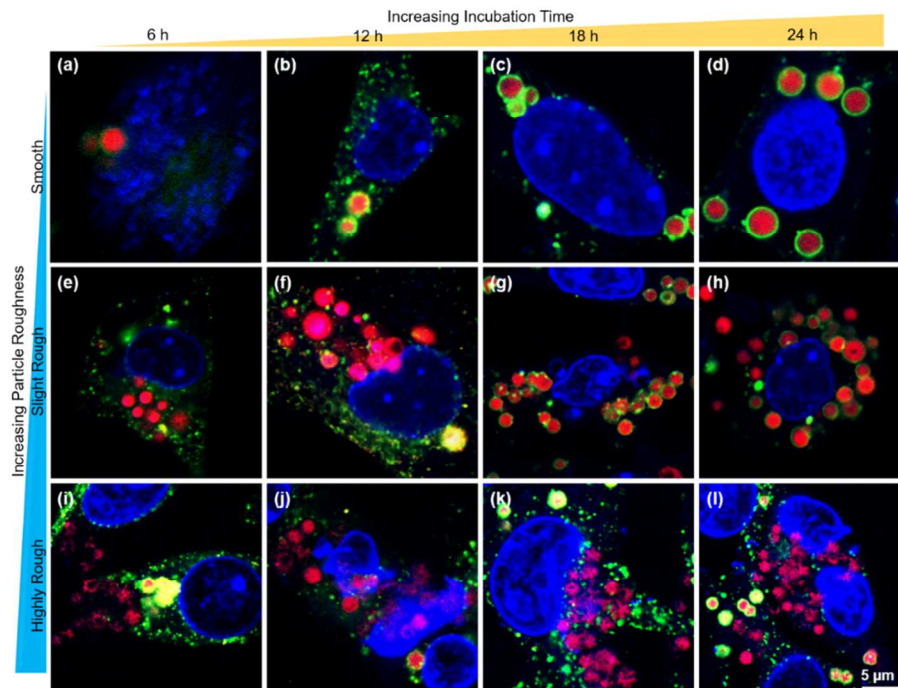 Increasing Incubation Time
6 h
12 h
18 h
24 h
Increasing Particle Roughness
Smooth
Slight Rough
Highly Rough
(a)
(b)
(c)
(d)
(e)
(f)
(g)
(h)
(i)
(j)
(k)
(l)
5 µm